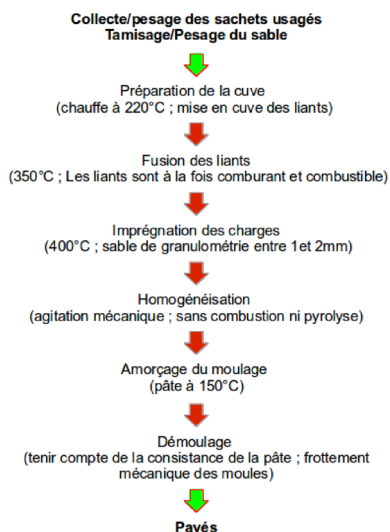 Collecte/pesage des sachets usagés
Tamisage/Pesage du sable
Préparation de la cuve
(chauffe à 220°C ; mise en cuve des liants)
Fusion des liants
(350°C ; Les liants sont à la fois comburant et combustible)
Imprégnation des charges
(400°C ; sable de granulométrie entre 1et 2mm)
Homogénéisation
(agitation mécanique ; sans combustion ni pyrolyse)
Amorçage du moulage
(pâte à 150°C)
Démoulage
(tenir compte de la consistance de la pâte ; frottement
mécanique des moules)
Pavés